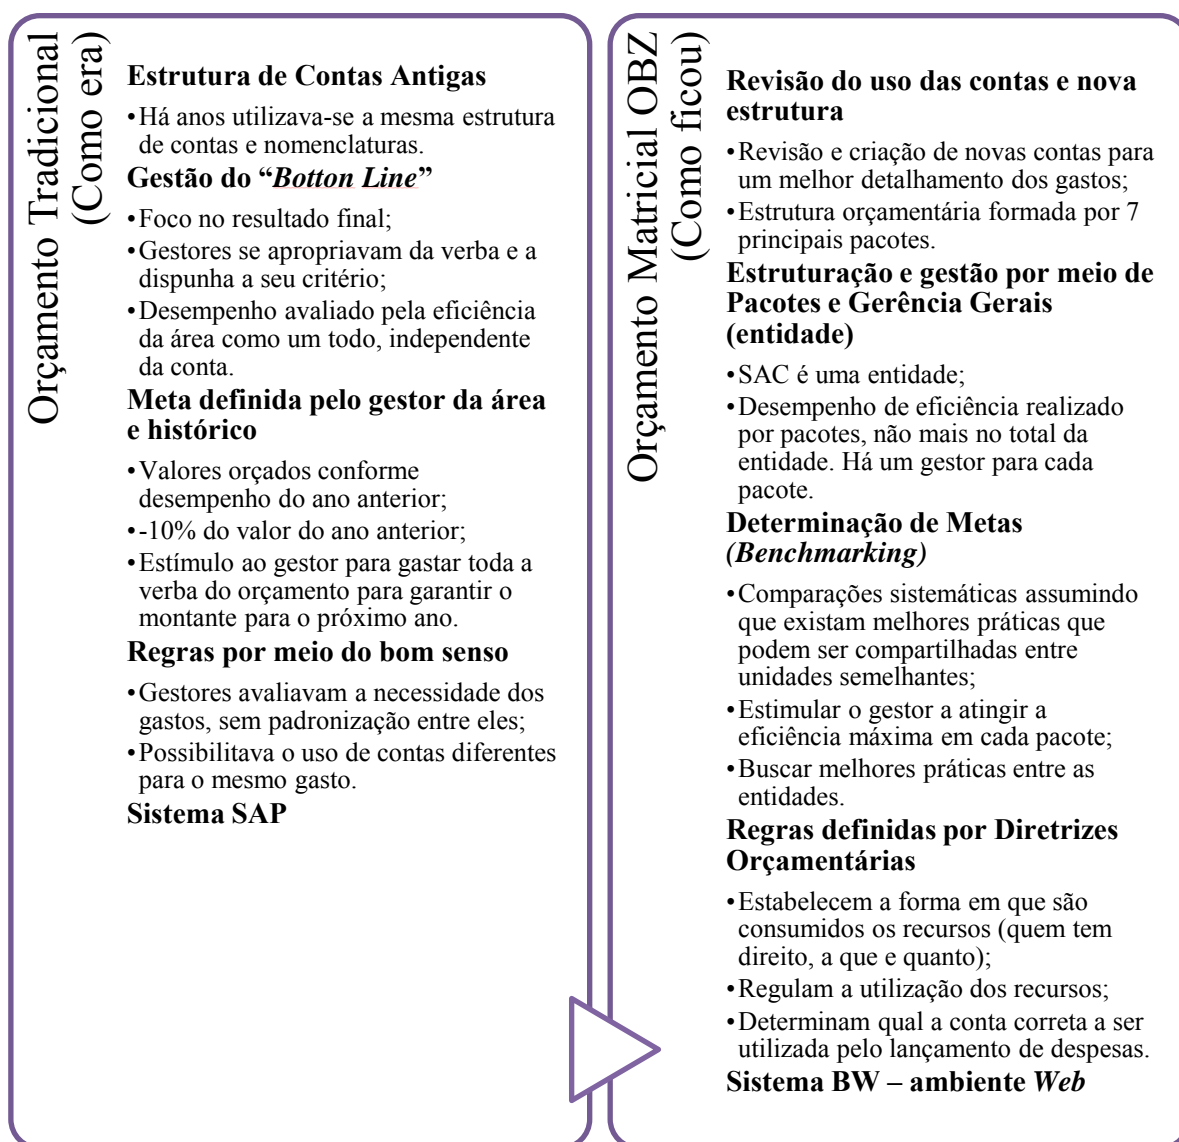 Orçamento Tradicional
(Como era)
Estrutura de Contas Antigas
•Há anos utilizava-se a mesma estrutura
de contas e nomenclaturas.
Gestão do “Botton Line”
•Foco no resultado final;
•Gestores se apropriavam da verba e a
dispunha a seu critério;
•Desempenho avaliado pela eficiência
da área como um todo, independente
da conta.
Meta definida pelo gestor da área
e histórico
•Valores orçados conforme
desempenho do ano anterior;
•-10% do valor do ano anterior;
•Estímulo ao gestor para gastar toda a
verba do orçamento para garantir o
montante para o próximo ano.
Regras por meio do bom senso
•Gestores avaliavam a necessidade dos
gastos, sem padronização entre eles;
•Possibilitava o uso de contas diferentes
para o mesmo gasto.
Sistema SAP
Orçamento Matricial OBZ
(Como ficou)
Revisão do uso das contas e nova
estrutura
•Revisão e criação de novas contas para
um melhor detalhamento dos gastos;
•Estrutura orçamentária formada por 7
principais pacotes.
Estruturação e gestão por meio de
Pacotes e Gerência Gerais
(entidade)
•SAC é uma entidade;
•Desempenho de eficiência realizado
por pacotes, não mais no total da
entidade. Há um gestor para cada
pacote.
Determinação de Metas
(Benchmarking)
•Comparações sistemáticas assumindo
que existam melhores práticas que
podem ser compartilhadas entre
unidades semelhantes;
•Estimular o gestor a atingir a
eficiência máxima em cada pacote;
•Buscar melhores práticas entre as
entidades.
Regras definidas por Diretrizes
Orçamentárias
•Estabelecem a forma em que são
consumidos os recursos (quem tem
direito, a que e quanto);
•Regulam a utilização dos recursos;
•Determinam qual a conta correta a ser
utilizada pelo lançamento de despesas.
Sistema BW – ambiente Web